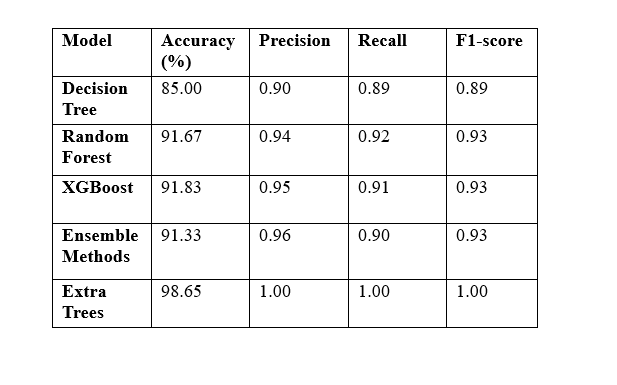 Model Accuracy (%) Precision Recall F1-score
Decision Tree 85.00 0.90 0.89 0.89
Random Forest 91.67 0.94 0.92 0.93
XGBoost 91.83 0.95 0.91 0.93
Ensemble Methods 91.33 0.96 0.90 0.93
Extra Trees 98.65 1.00 1.00 1.00